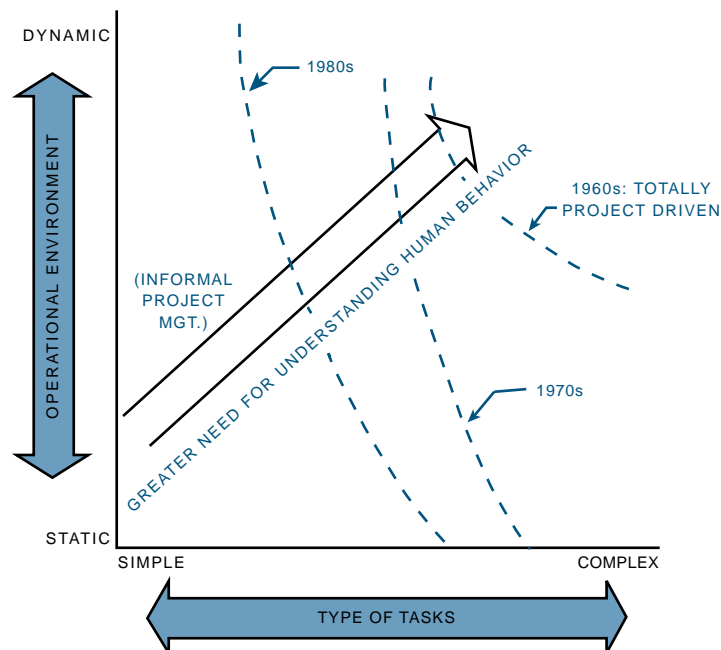 DYNAMIC
1980s
OPERATIONAL ENVIRONMENT
GREATER NEED FOR UNDERSTANDING HUMAN BEHAVIOR
1960s: TOTALLY
PROJECT DRIVEN
(INFORMAL
PROJECT
MGT.)
1970s
STATIC
SIMPLE
COMPLEX
TYPE OF TASKS